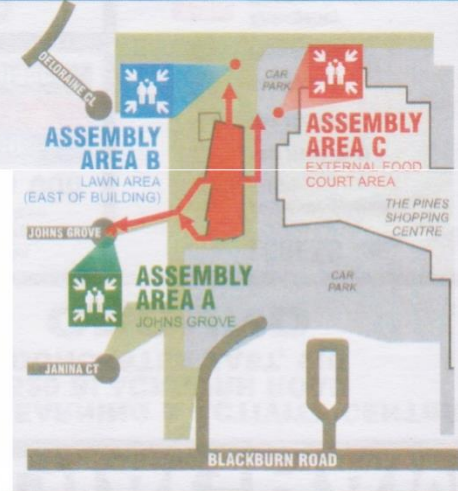 DELORAINE CL
CAR
PARK
ASSEMBLY
AREA B
LAWN AREA
(EAST OF BUILDING)
ASSEMBLY
AREA C
EXTERNAL FOOD
COURT AREA
THE PINES
SHOPPING
CENTRE
JOHNS GROVE
ASSEMBLY
AREA A
JOHNS GROVE
CAR
PARK
JANINA CT
BLACKBURN ROAD